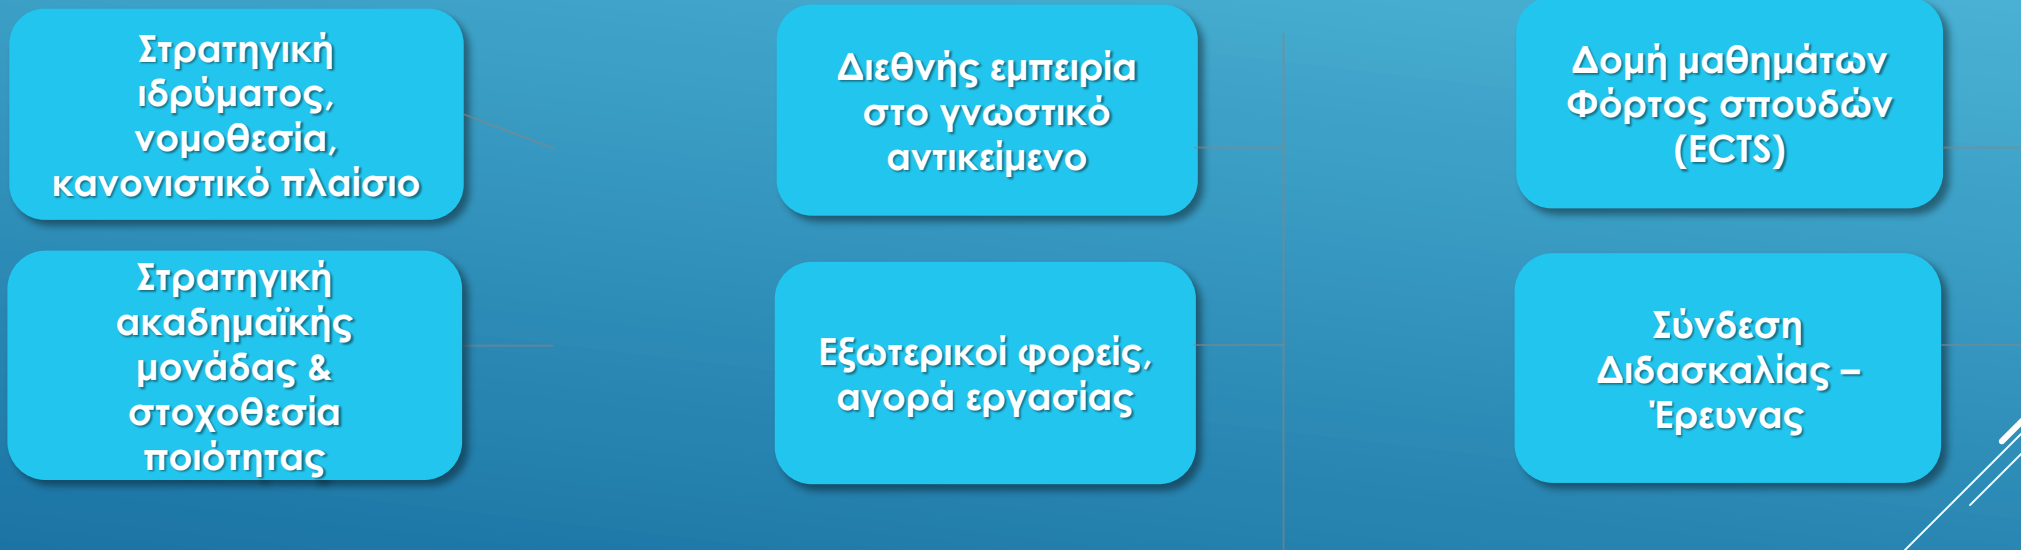 Στρατηγική
ιδρύματος,
νομοθεσία,
κανονιστικό πλαίσιο
Διεθνής εμπειρία
στο γνωστικό
αντικείμενο
Δομή μαθημάτων
Φόρτος σπουδών
(ECTS)
Στρατηγική
ακαδημαϊκής
μονάδας &
στοχοθεσία
ποιότητας
Εξωτερικοί φορείς,
αγορά εργασίας
Σύνδεση
Διδασκαλίας –
Έρευνας